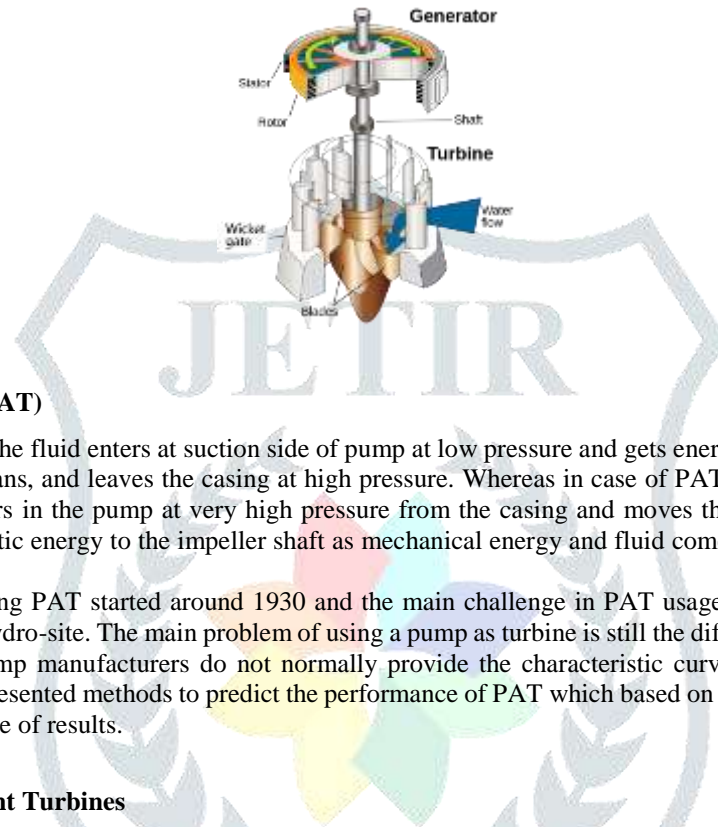 Generator
Stator
Rotor
Shaft
Turbine
Water
flow
Wicket
gate
Blades
JETIR
AT)
he fluid enters at suction side of pump at low pressure and gets ener
ans, and leaves the casing at high pressure. Whereas in case of PAT
rs in the pump at very high pressure from the casing and moves th
tic energy to the impeller shaft as mechanical energy and fluid com
ng PAT started around 1930 and the main challenge in PAT usage
ydro-site. The main problem of using a pump as turbine is still the dif
mp manufacturers do not normally provide the characteristic curv
resented methods to predict the performance of PAT which based on
e of results.
nt Turbines